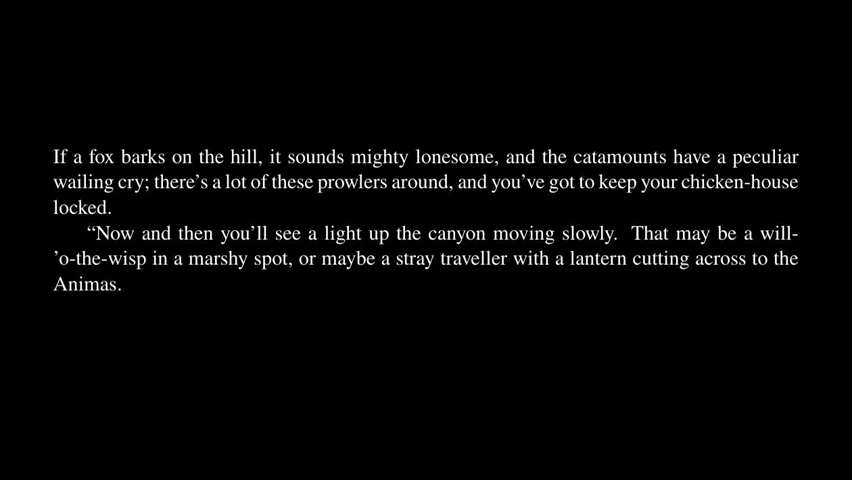 If a fox barks on the hill, it sounds mighty lonesome, and the catamounts have a peculiar
wailing cry; there’s a lot of these prowlers around, and you’ve got to keep your chicken-house
locked.
“Now and then you’ll see a light up the canyon moving slowly. That may be a will-
’o-the-wisp in a marshy spot, or maybe a stray traveller with a lantern cutting across to the
Animas.